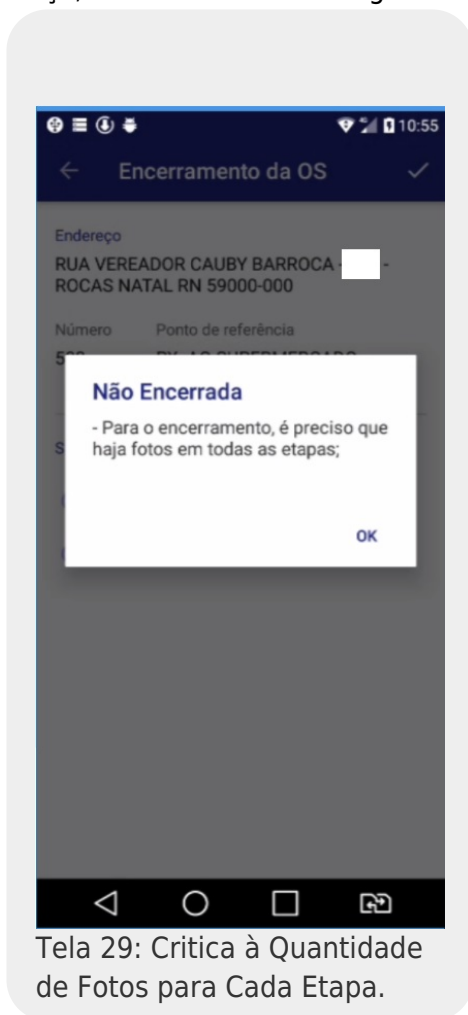 10:55
Encerramento da OS
Endereço
RUA VEREADOR CAUBY BARROCA - -
ROCAS NATAL RN 59000-000
Número Ponto de referência
Não Encerrada
- Para o encerramento, é preciso que
haja fotos em todas as etapas;
OK
Tela 29: Critica à Quantidade
de Fotos para Cada Etapa.